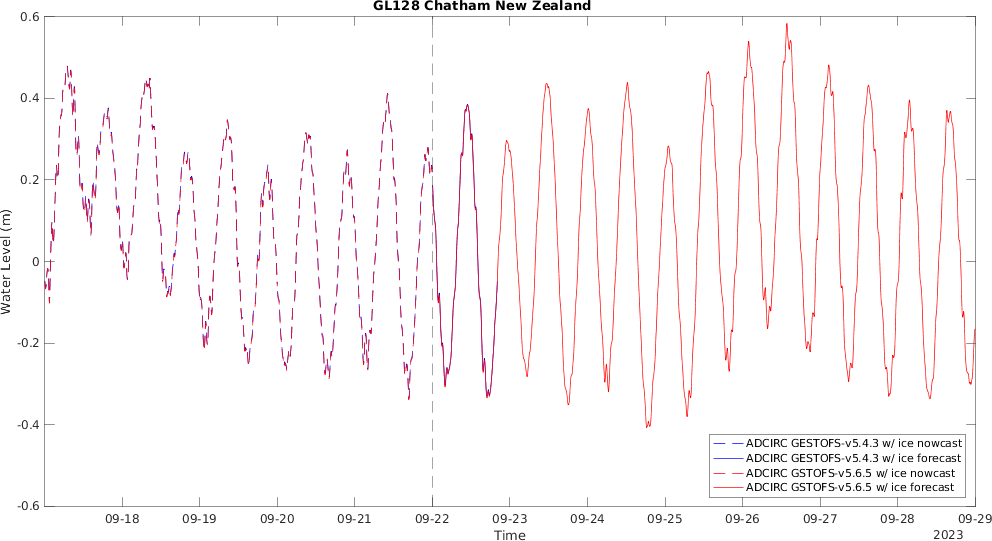 GL128 Chatham New Zealand
0.6
0.4
0.2
0
-0.2
-0.4
-0.6
Water Level (m)
ADCIRC GESTOFS-v5.4.3 w/ ice nowcast
ADCIRC GESTOFS-v5.4.3 w/ ice forecast
ADCIRC GSTOFS-v5.6.5 w/ ice nowcast
ADCIRC GSTOFS-v5.6.5 w/ ice forecast
09-18 09-19 09-20 09-21 09-22 09-23 09-24 09-25 09-26 09-27 09-28 09-29
Time
2023